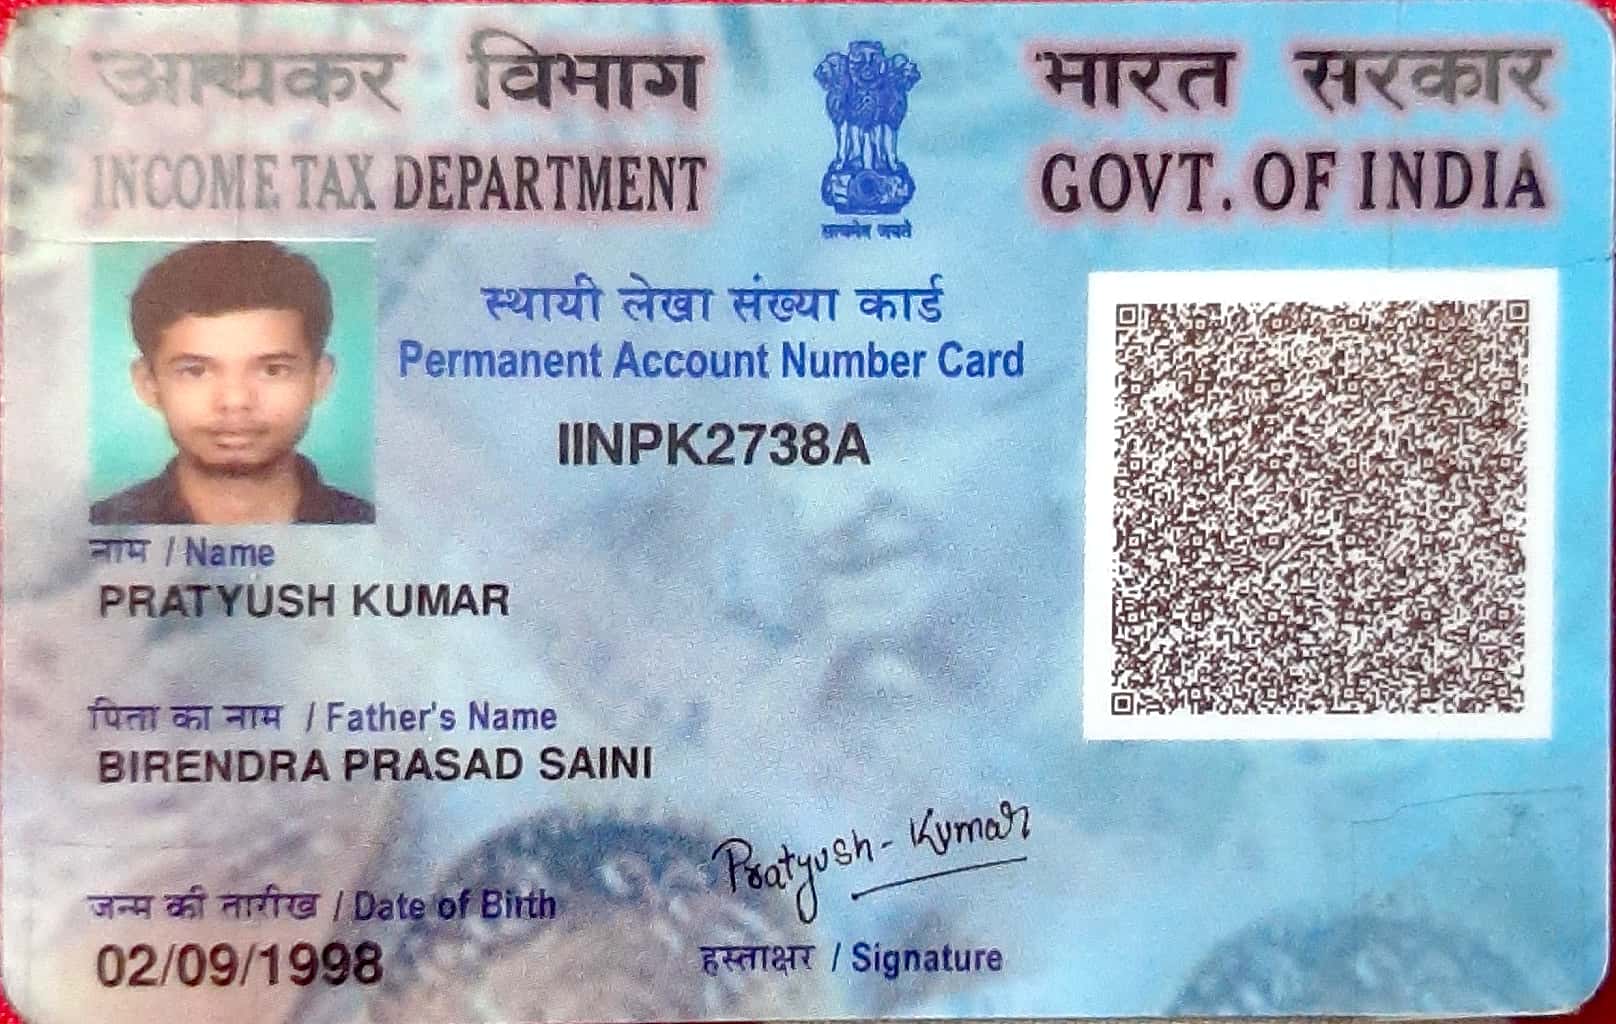 आयकर विभाग
INCOME TAX DEPARTMENT
सत्यमेव जयते
भारत सरकार
GOVT. OF INDIA
स्थायी लेखा संख्या कार्ड
Permanent Account Number Card
IINPK2738A
नाम / Name
PRATYUSH KUMAR
पिता का नाम / Father's Name
BIRENDRA PRASAD SAINI
Pratyush - Kumar
जन्म की तारीख / Date of Birth
02/09/1998
हस्ताक्षर / Signature